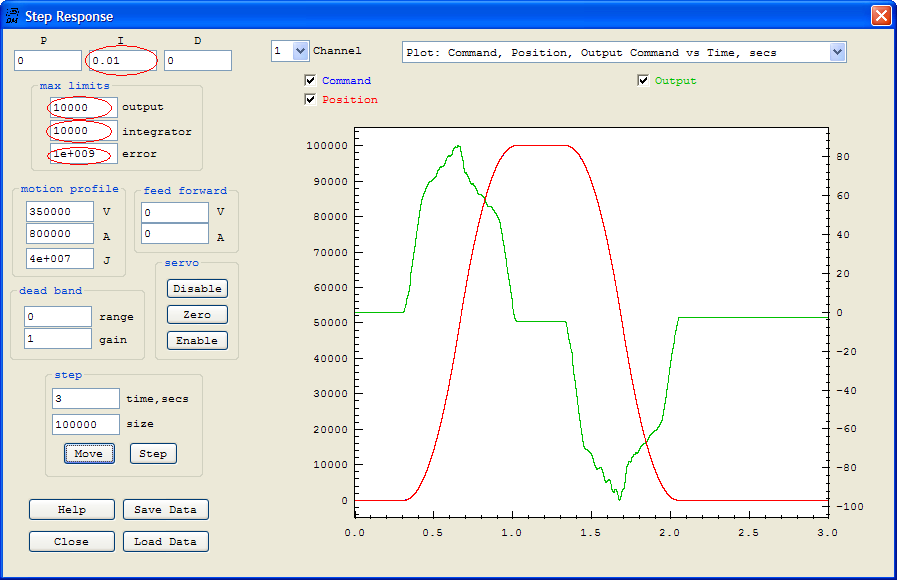 DM Step Response
P I D
0 0.01 0
max limits
10000 output
10000 integrator
1e+009 error
motion profile
350000 V
800000 A
4e+007 J
feed forward
0 V
0 A
servo
Disable
Zero
Enable
dead band
0 range
1 gain
step
3 time,secs
100000 size
Move Step
Help Save Data
Close Load Data
1 Channel Plot: Command, Position, Output Command vs Time, secs
Command Output
Position
100000
90000
80000
70000
60000
50000
40000
30000
20000
10000
0
80
60
40
20
0
-20
-40
-60
-80
-100
0.0 0.5 1.0 1.5 2.0 2.5 3.0